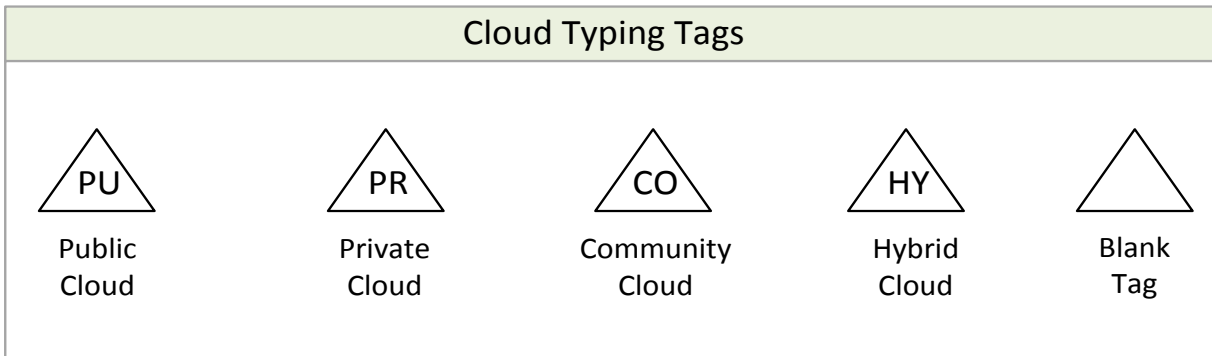 Cloud Typing Tags
PU
PR
CO
HY
Public
Cloud
Private
Cloud
Community
Cloud
Hybrid
Cloud
Blank
Tag